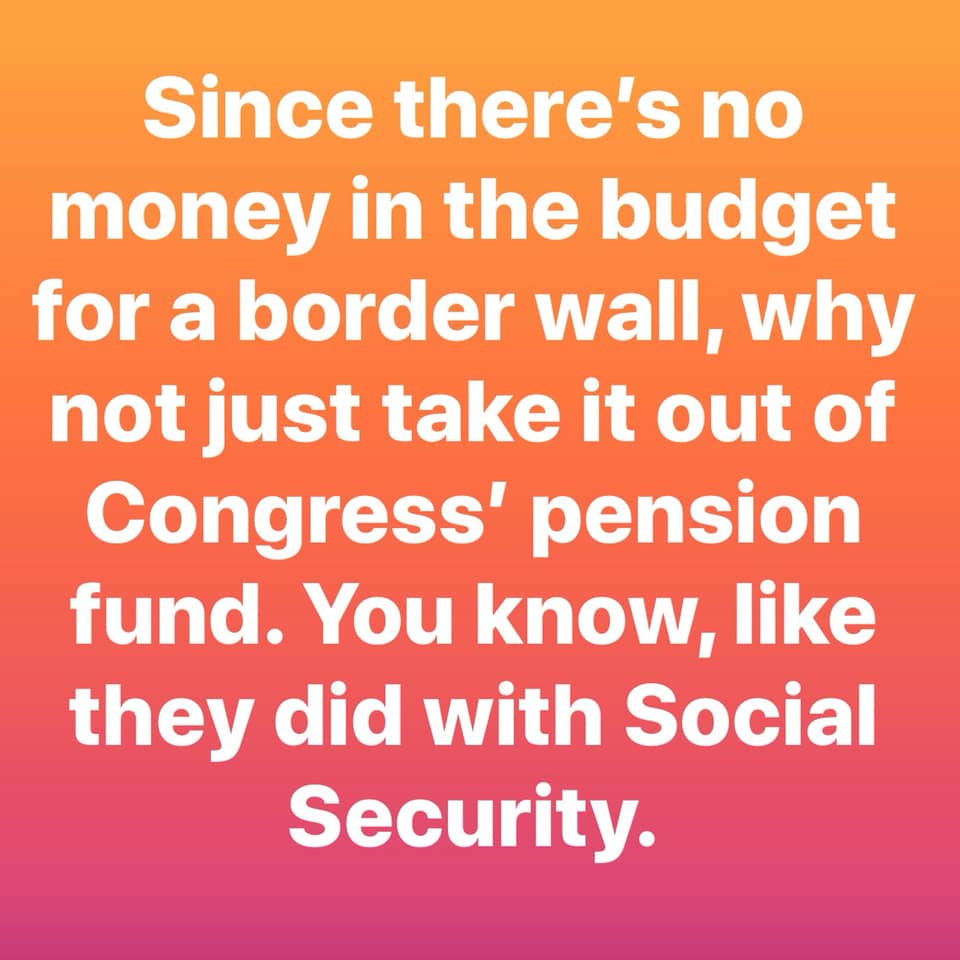 Since there's no
money in the budget
for a border wall, why
not just take it out of
Congress' pension
fund. You know, like
they did with Social
Security.